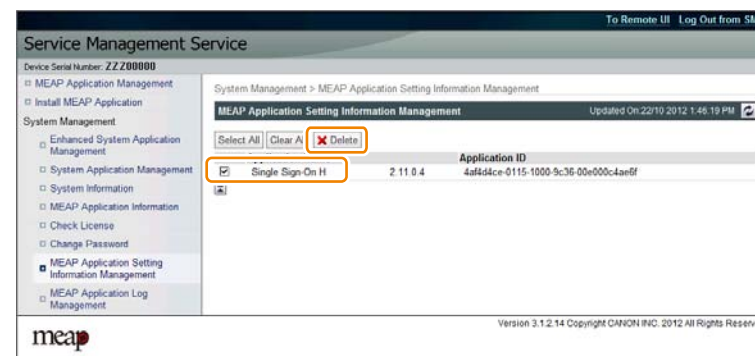 To Remote UI Log Out from SM
Service Management Service
Device Serial Number: ZZZ00000
MEAP Application Management
Install MEAP Application
System Management
Enhanced System Application
Management
System Application Management
System Information
MEAP Application Information
Check License
Change Password
MEAP Application Setting
Information Management
MEAP Application Log
Management
System Management > MEAP Application Setting Information Management
MEAP Application Setting Information Management Updated On:22/10 2012 1:46:19 PM
Select All Clear A Delete
Application ID
Single Sign-On H 2.11.0.4 4af4d4ce-0115-1000-9c36-00e000c4ae6f
Version 3.1.2.14 Copyright CANON INC. 2012 All Rights Reserv
meap